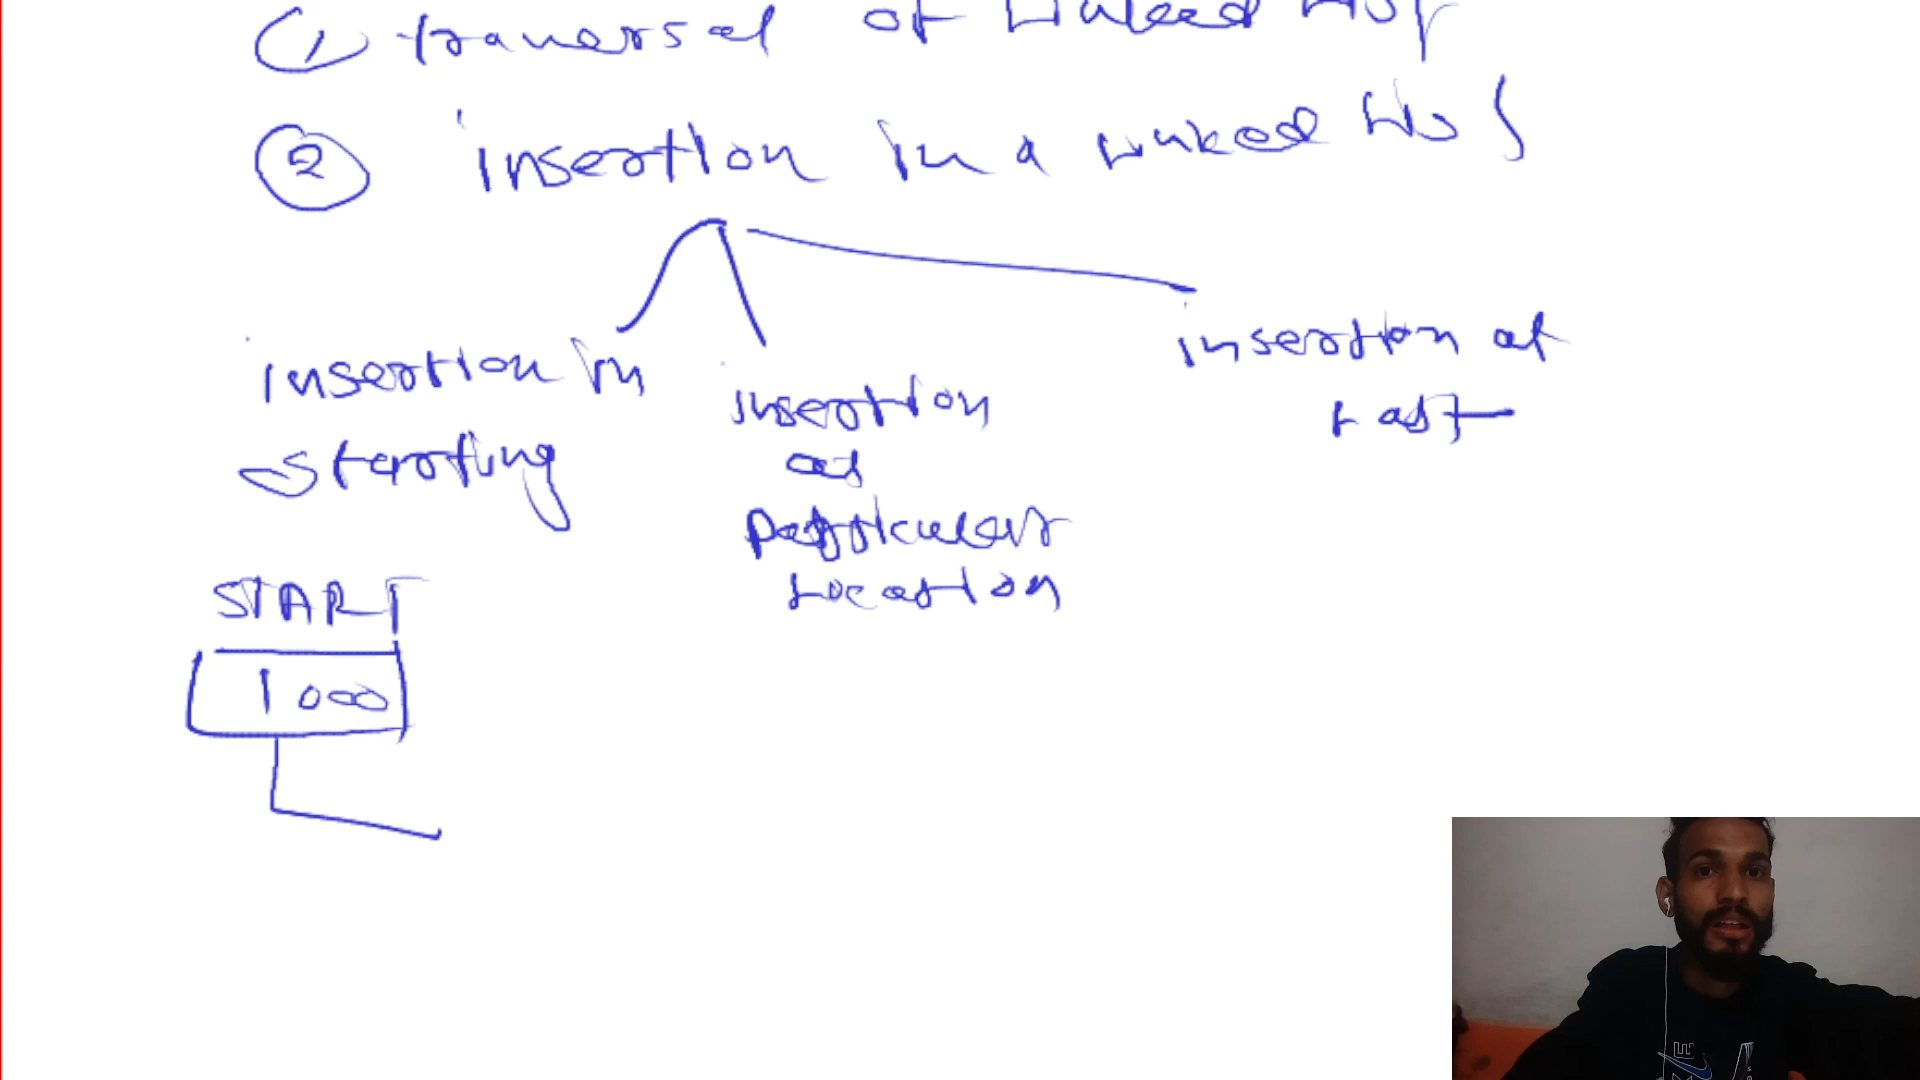 1 traversal of Linked list
2 insertion in a Linked list
insertion in
starting
insertion
at
Particular
Location
insertion at
Last
START
1000